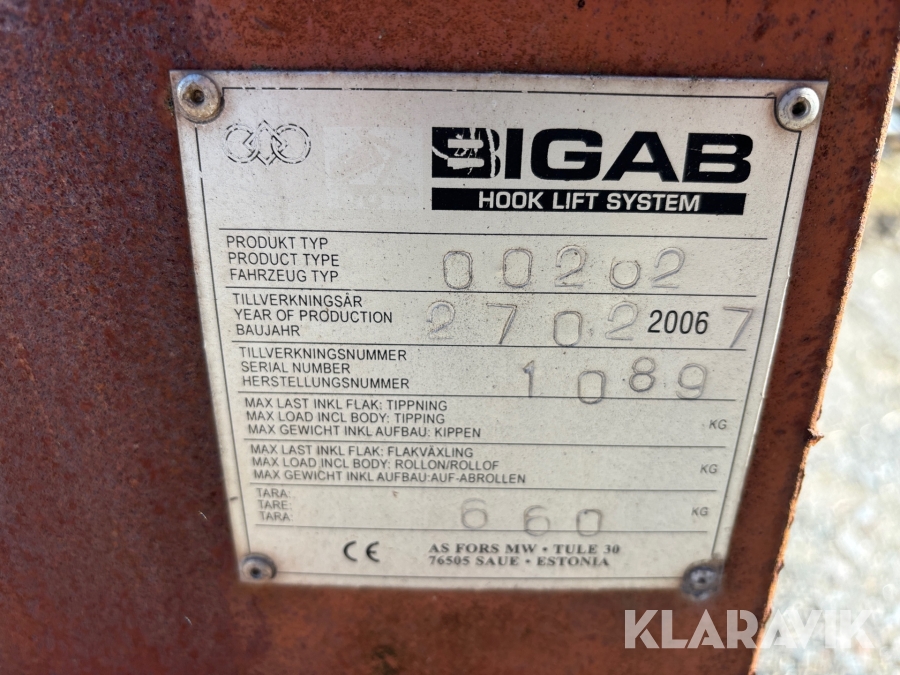 BIGAB
HOOK LIFT SYSTEM
PRODUKT TYP
PRODUCT TYPE
FAHRZEUG TYP
00202
TILLVERKNINGSÅR
YEAR OF PRODUCTION
BAUJAHR
2702 2006 7
TILLVERKNINGSNUMMER
SERIAL NUMBER
HERSTELLUNGSNUMMER
1089
MAX LAST INKL FLAK: TIPPNING
MAX LOAD INCL BODY: TIPPING
MAX GEWICHT INKL AUFBAU: KIPPEN
KG
MAX LAST INKL FLAK: FLAKVÄXLING
MAX LOAD INCL BODY: ROLLON/ROLLOF
MAX GEWICHT INKL AUFBAU:AUF-ABROLLEN
KG
TARA:
TARE:
TARA:
660
KG
CE
AS FORS MW • TULE 30
76505 SAUE • ESTONIA
KLARAVIK